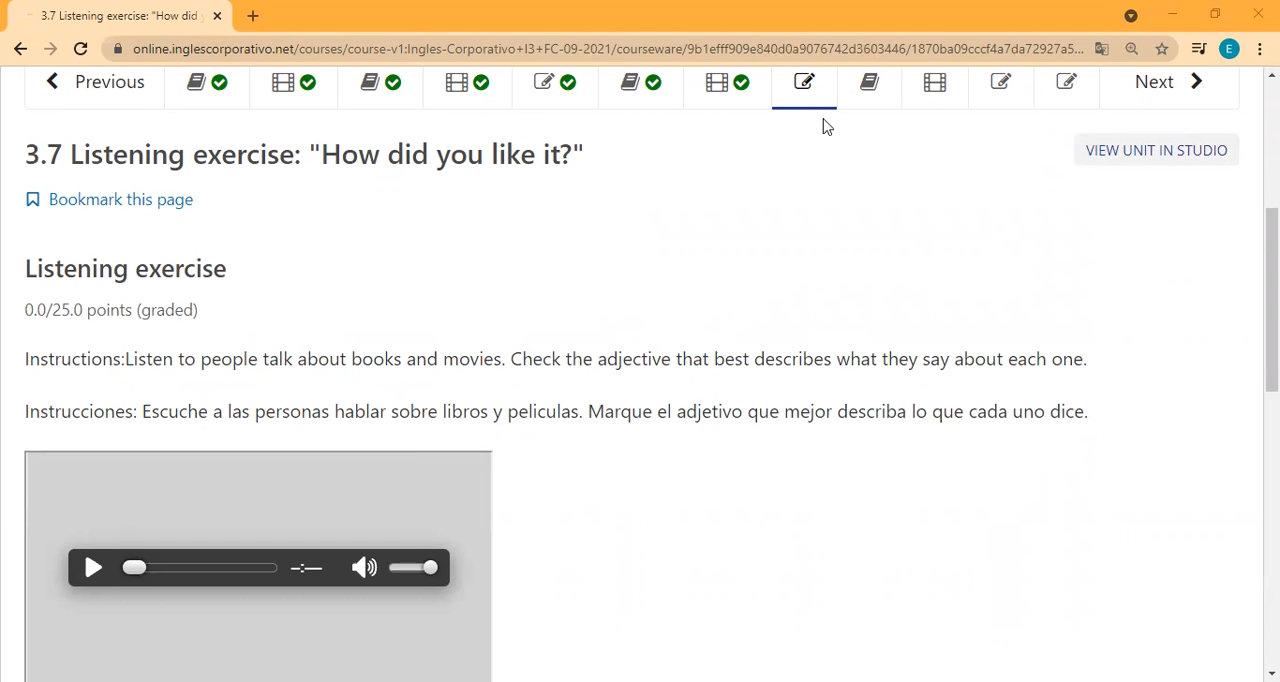 3.7 Listening exercise: "How did
online.inglescorporativo.net/courses/course-v1:Ingles-Corporativo+I3+FC-09-2021/courseware/9b1efff909e840d0a9076742d3603446/1870ba09cccf4a7da72927a5...
E
Previous
Next
3.7 Listening exercise: "How did you like it?"
VIEW UNIT IN STUDIO
Bookmark this page
Listening exercise
0.0/25.0 points (graded)
Instructions:Listen to people talk about books and movies. Check the adjective that best describes what they say about each one.
Instrucciones: Escuche a las personas hablar sobre libros y peliculas. Marque el adjetivo que mejor describa lo que cada uno dice.
-:--